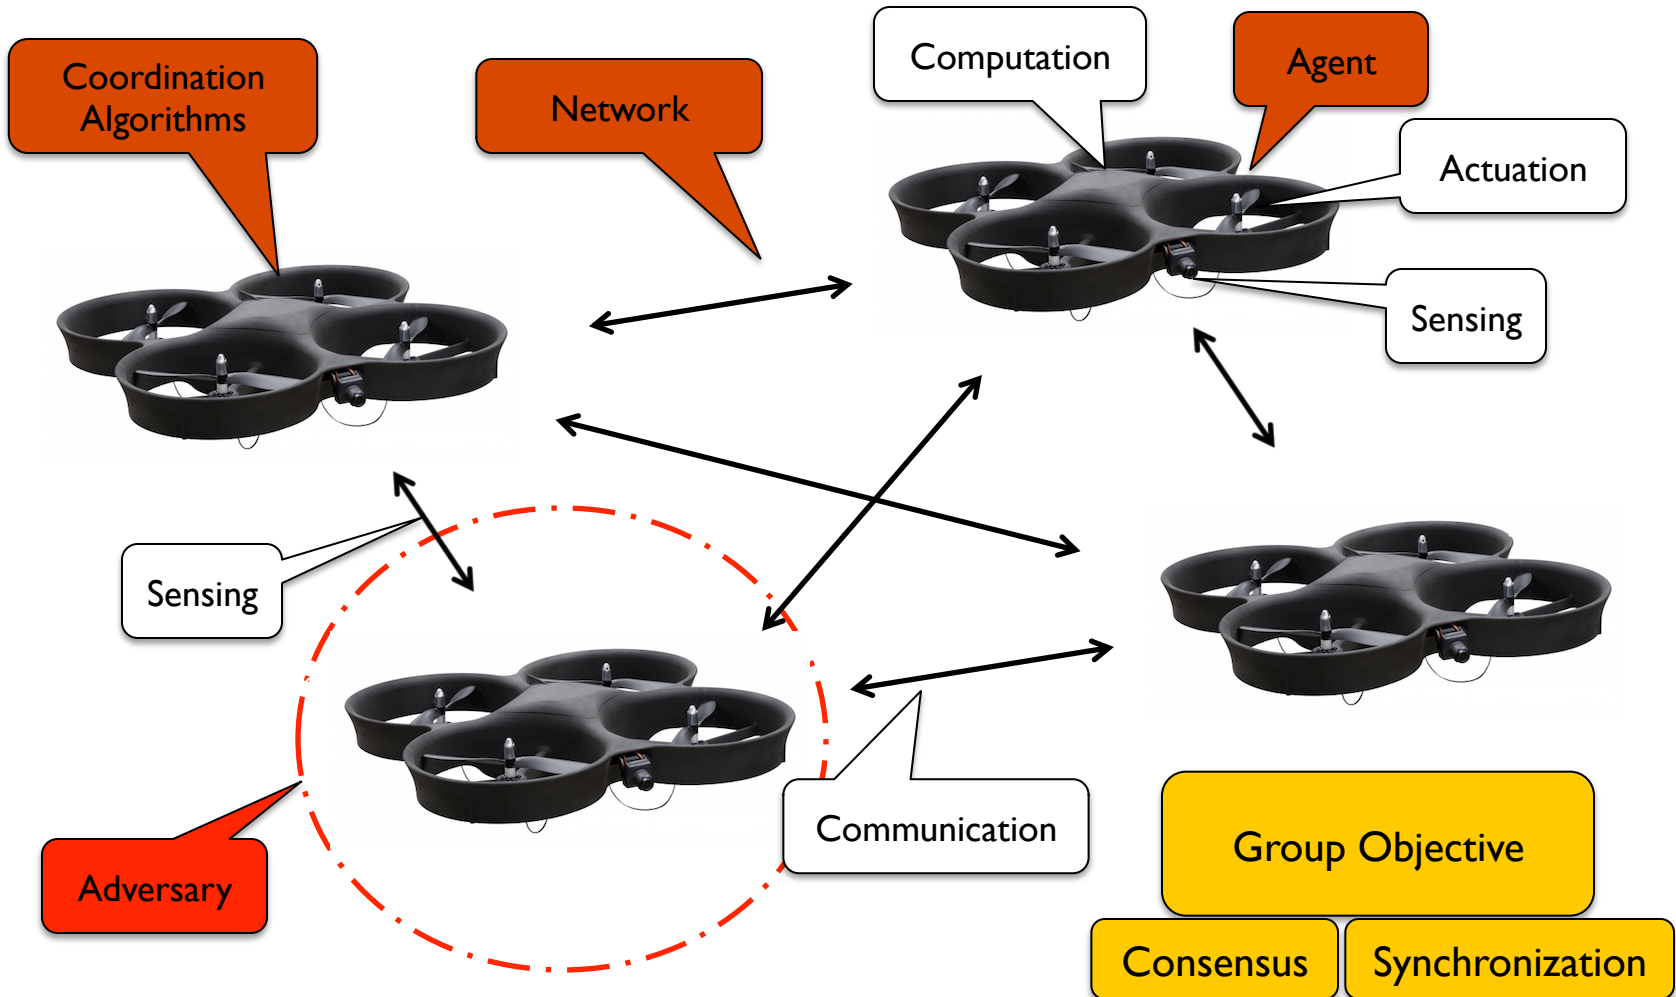 Coordination
Algorithms
Network
Computation
Agent
Actuation
Sensing
Sensing
Communication
Adversary
Group Objective
Consensus
Synchronization